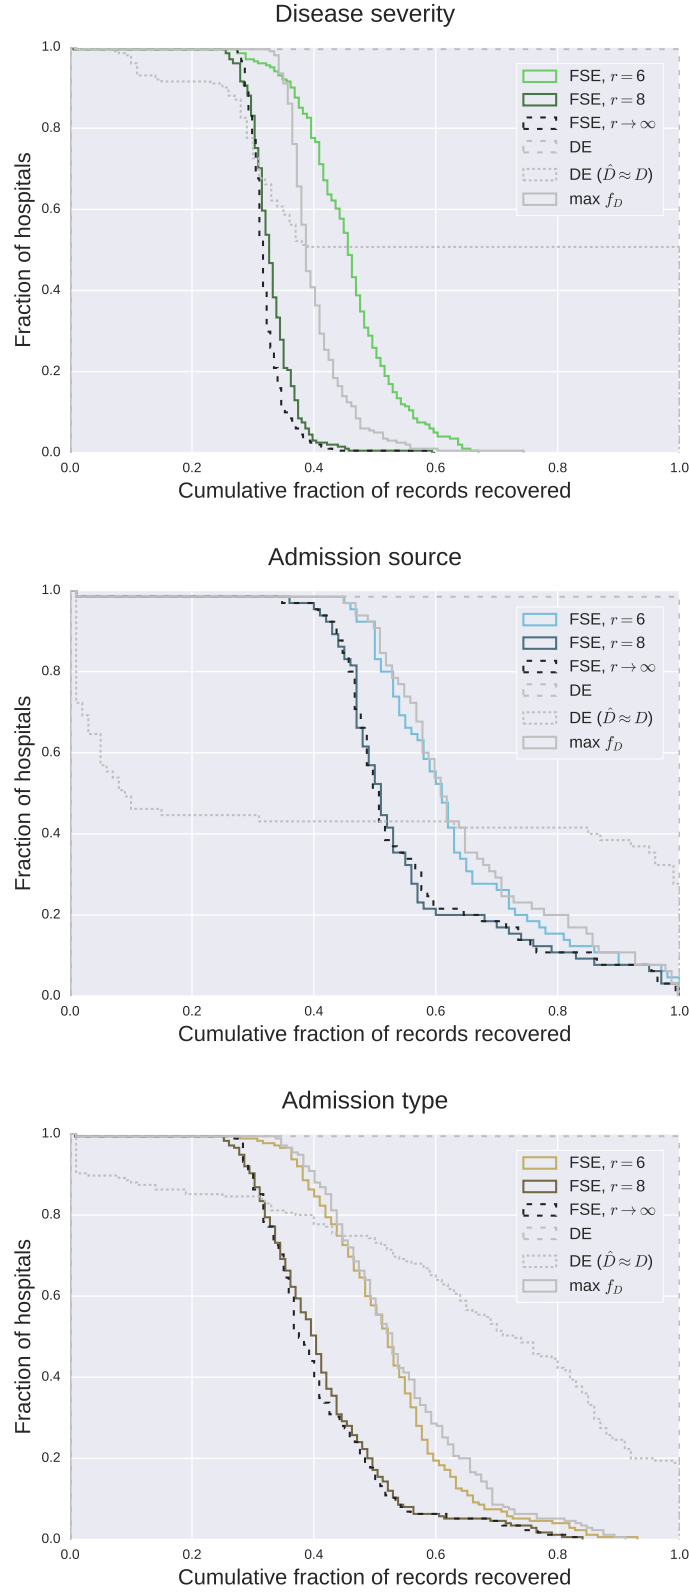 Disease severity
1.0
0.8
0.6
0.4
0.2
0.0
Fraction of hospitals
FSE, r = 6
FSE, r = 8
FSE, r → ∞
DE
DE (D̂ ≈ D)
max f_D
0.0 0.2 0.4 0.6 0.8 1.0
Cumulative fraction of records recovered
Admission source
1.0
0.8
0.6
0.4
0.2
0.0
Fraction of hospitals
FSE, r = 6
FSE, r = 8
FSE, r → ∞
DE
DE (D̂ ≈ D)
max f_D
0.0 0.2 0.4 0.6 0.8 1.0
Cumulative fraction of records recovered
Admission type
1.0
0.8
0.6
0.4
0.2
0.0
Fraction of hospitals
FSE, r = 6
FSE, r = 8
FSE, r → ∞
DE
DE (D̂ ≈ D)
max f_D
0.0 0.2 0.4 0.6 0.8 1.0
Cumulative fraction of records recovered